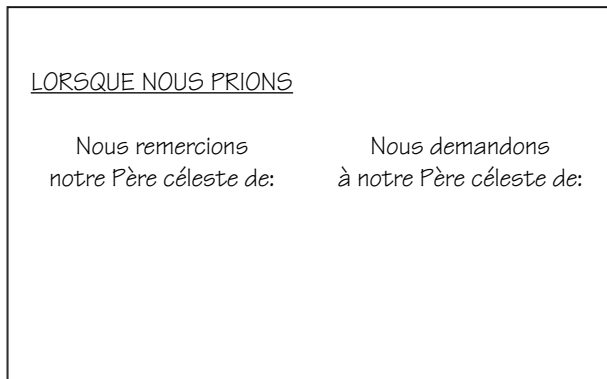 LORSQUE NOUS PRIONS
Nous remercions
notre Père céleste de:
Nous demandons
à notre Père céleste de: